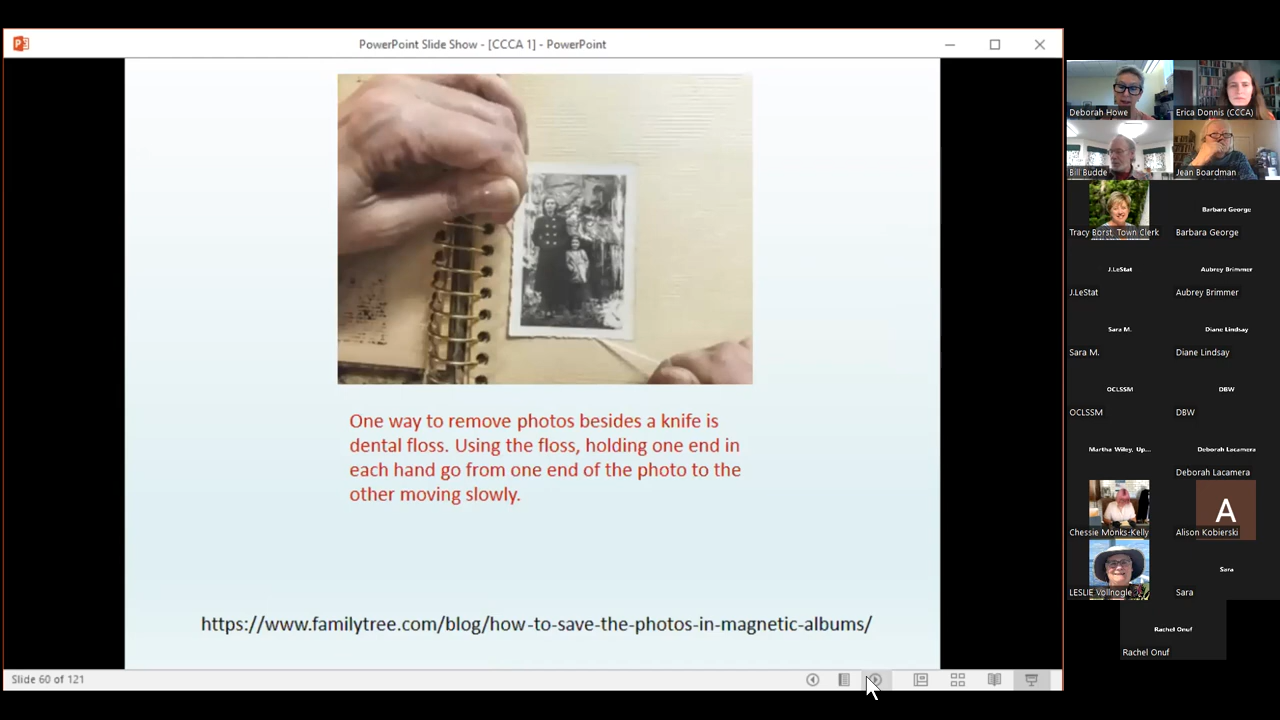 PowerPoint Slide Show - [CCCA 1] - PowerPoint
One way to remove photos besides a knife is
dental floss. Using the floss, holding one end in
each hand go from one end of the photo to the
other moving slowly.
https://www.familytree.com/blog/how-to-save-the-photos-in-magnetic-albums/
Slide 60 of 121
Deborah Howe
Erica Donnis (CCCA)
Bill Budde
Jean Boardman
Tracy Borst, Town Clerk
Barbara George
Barbara George
J.LeStat
J.LeStat
Aubrey Brimmer
Aubrey Brimmer
Sara M.
Sara M.
Diane Lindsay
Diane Lindsay
OCLSSM
OCLSSM
DBW
DBW
Martha Wiley, Up...
Deborah Lacamera
Deborah Lacamera
Chessie Monks-Kelly
A
Alison Kobierski
LESLIE Vollnogle
Sara
Sara
Rachel Onuf
Rachel Onuf